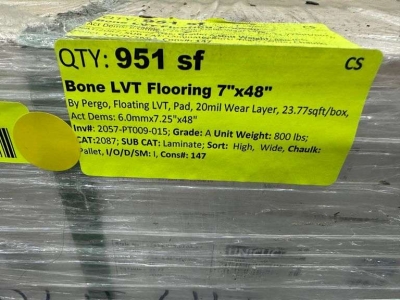 QTY: 951 sf
CS
Bone LVT Flooring 7"x48"
By Pergo, Floating LVT, Pad, 20mil Wear Layer, 23.77sqft/box,
Act Dems: 6.0mmx7.25"x48"
Inv#: 2057-PT009-015; Grade: A Unit Weight: 800 lbs;
CAT:2087; SUB CAT: Laminate; Sort: High, Wide, Chaulk:
Pallet, I/O/D/SM: I, Cons#: 147